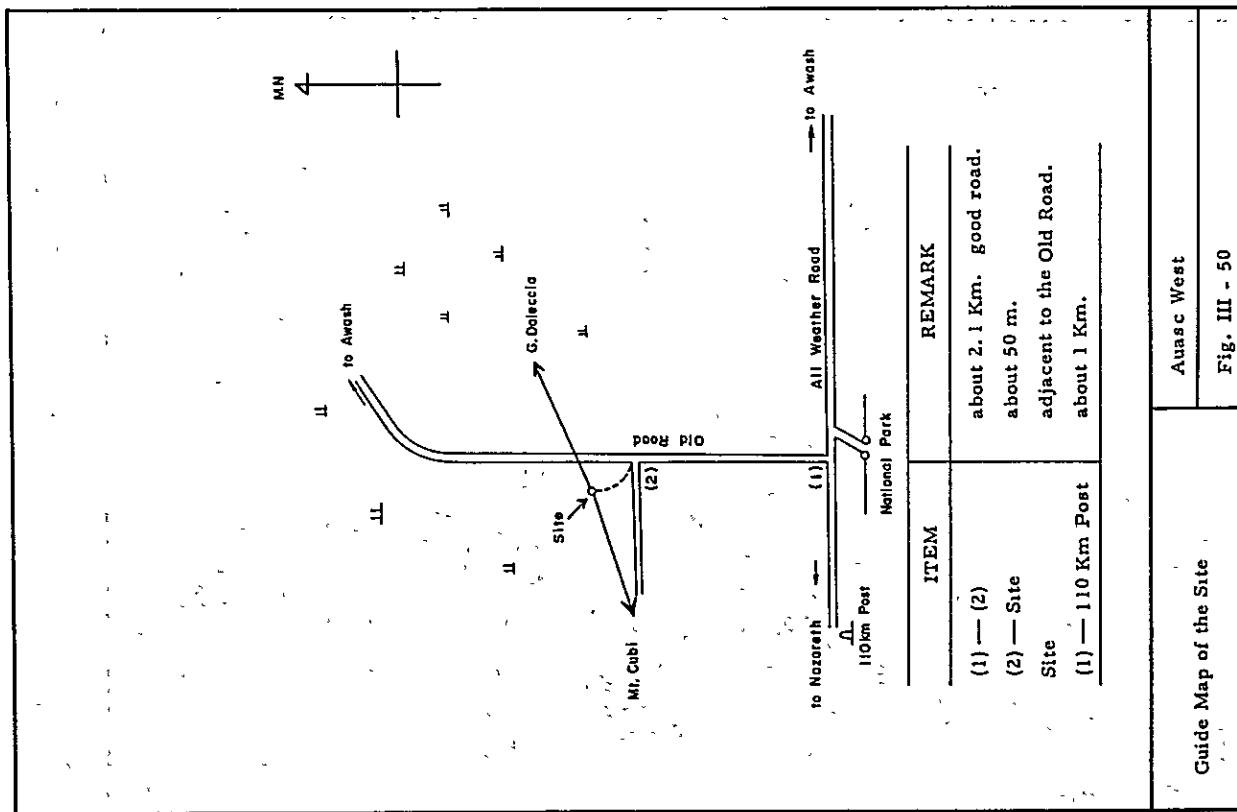 M.N
to Awash
G. Daleccia
Site
Mt. Cubi
(2)
Old Road
to Nazareth
(1)
All Weather Road
to Awash
110km Post
National Park
ITEM REMARK
(1) — (2) about 2.1 Km. good road.
(2) — Site about 50 m.
Site adjacent to the Old Road.
(1) — 110 Km Post about 1 Km.
Guide Map of the Site
Auasc West
Fig. III - 50